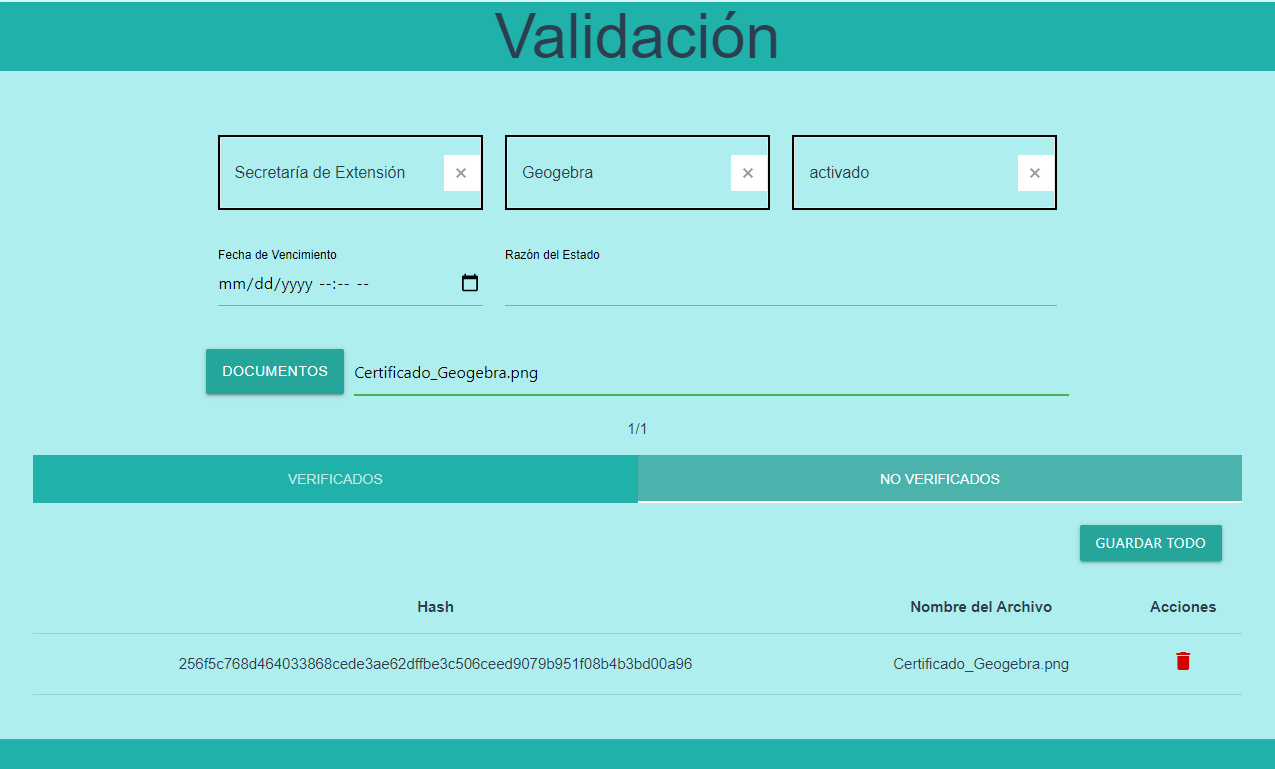 Validación
Secretaría de Extensión × Geogebra × activado ×
Fecha de Vencimiento Razón del Estado
mm/dd/yyyy --:-- --
DOCUMENTOS Certificado_Geogebra.png
1/1
VERIFICADOS NO VERIFICADOS
GUARDAR TODO
Hash Nombre del Archivo Acciones
256f5c768d464033868cede3ae62dffbe3c506eeed9079b951f08b4b3bd00a96 Certificado_Geogebra.png